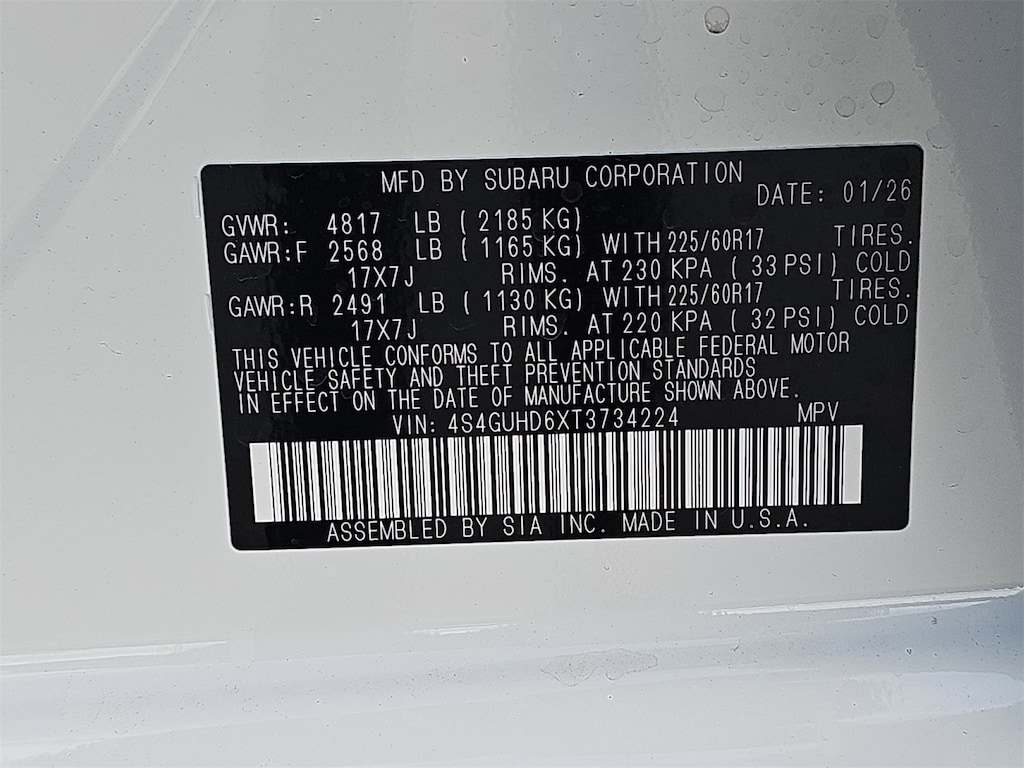 MFD BY SUBARU CORPORATION
DATE: 01/26
GVWR: 4817 LB ( 2185 KG)
GAWR:F 2568 LB ( 1165 KG) WITH 225/60R17 TIRES.
17X7J RIMS. AT 230 KPA ( 33 PSI) COLD
GAWR:R 2491 LB ( 1130 KG) WITH 225/60R17 TIRES.
17X7J RIMS. AT 220 KPA ( 32 PSI) COLD
THIS VEHICLE CONFORMS TO ALL APPLICABLE FEDERAL MOTOR
VEHICLE SAFETY AND THEFT PREVENTION STANDARDS
IN EFFECT ON THE DATE OF MANUFACTURE SHOWN ABOVE.
VIN: 4S4GUHD6XT3734224 MPV
ASSEMBLED BY SIA INC. MADE IN U.S.A.